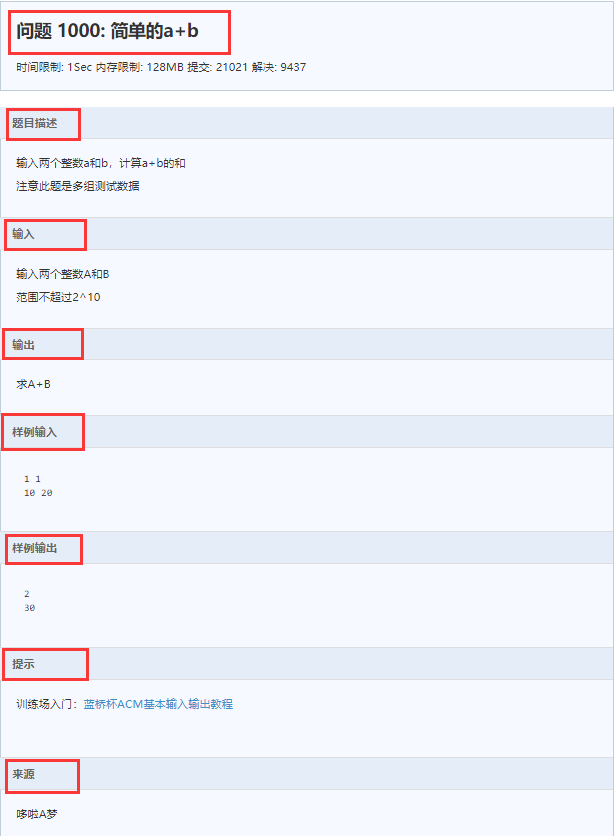 问题 1000: 简单的a+b
时间限制: 1Sec 内存限制: 128MB 提交: 21021 解决: 9437
题目描述
输入两个整数a和b，计算a+b的和
注意此题是多组测试数据
输入
输入两个整数A和B
范围不超过2^10
输出
求A+B
样例输入
1 1
10 20
样例输出
2
30
提示
训练场入门：蓝桥杯ACM基本输入输出教程
来源
哆啦A梦